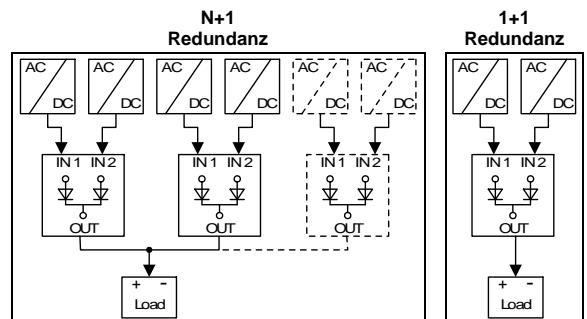 N+1
Redundanz
1+1
Redundanz
AC DC AC DC AC DC AC DC AC DC AC DC
AC DC AC DC
IN 1 IN 2 IN 1 IN 2 IN 1 IN 2
IN 1 IN 2
OUT OUT OUT
OUT
+ -
Load
+ -
Load